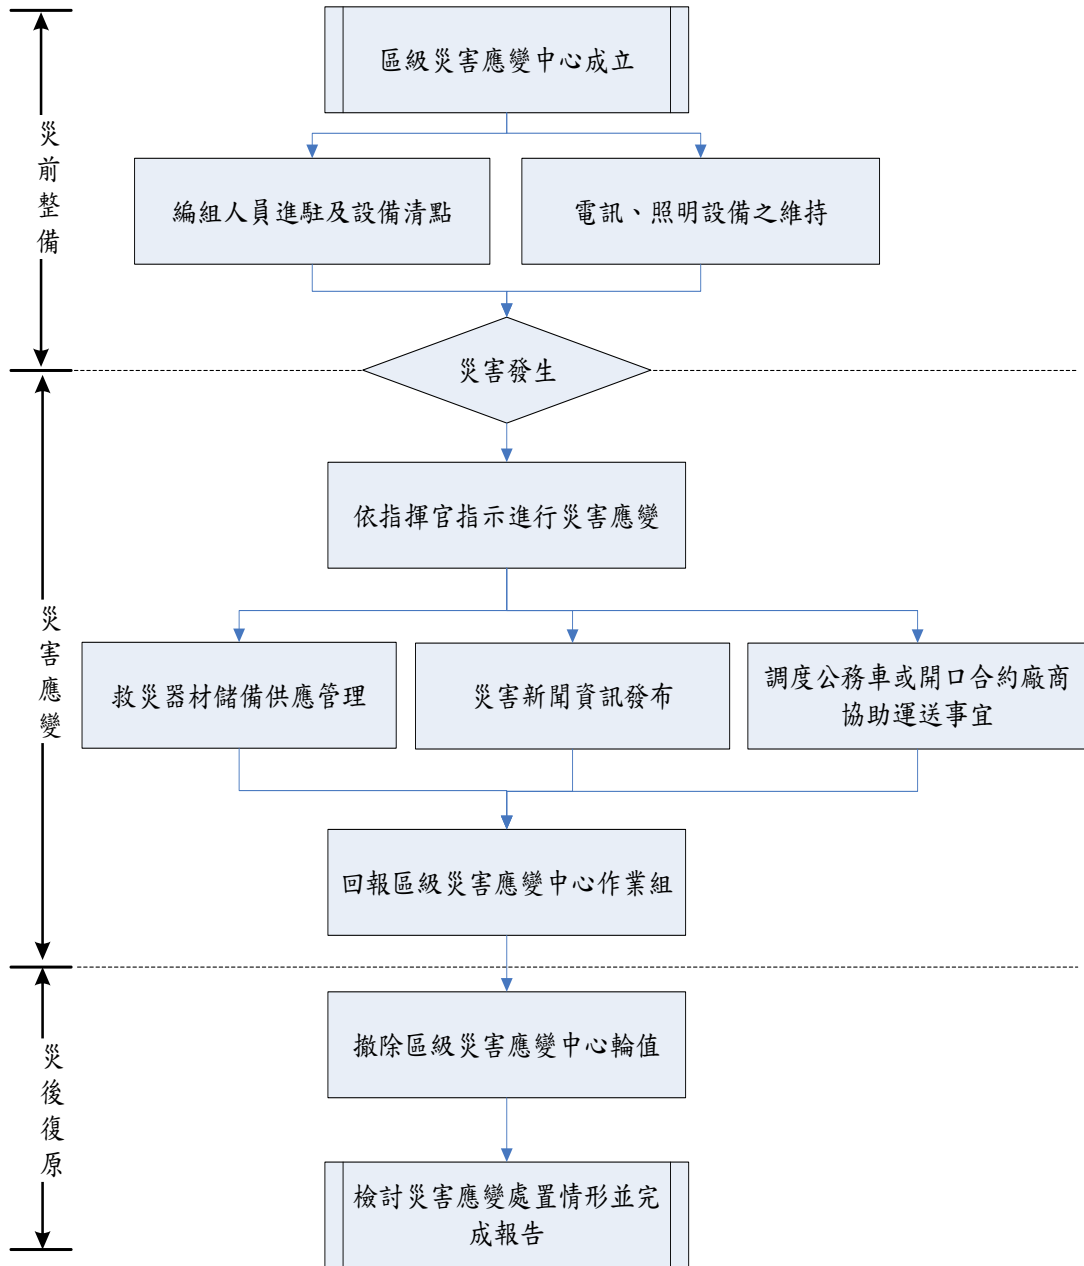 區級災害應變中心成立
災前整備
編組人員進駐及設備清點
電訊、照明設備之維持
災害發生
依指揮官指示進行災害應變
災害應變
救災器材儲備供應管理
災害新聞資訊發布
調度公務車或開口合約廠商
協助運送事宜
回報區級災害應變中心作業組
災後復原
撤除區級災害應變中心輪值
檢討災害應變處置情形並完
成報告